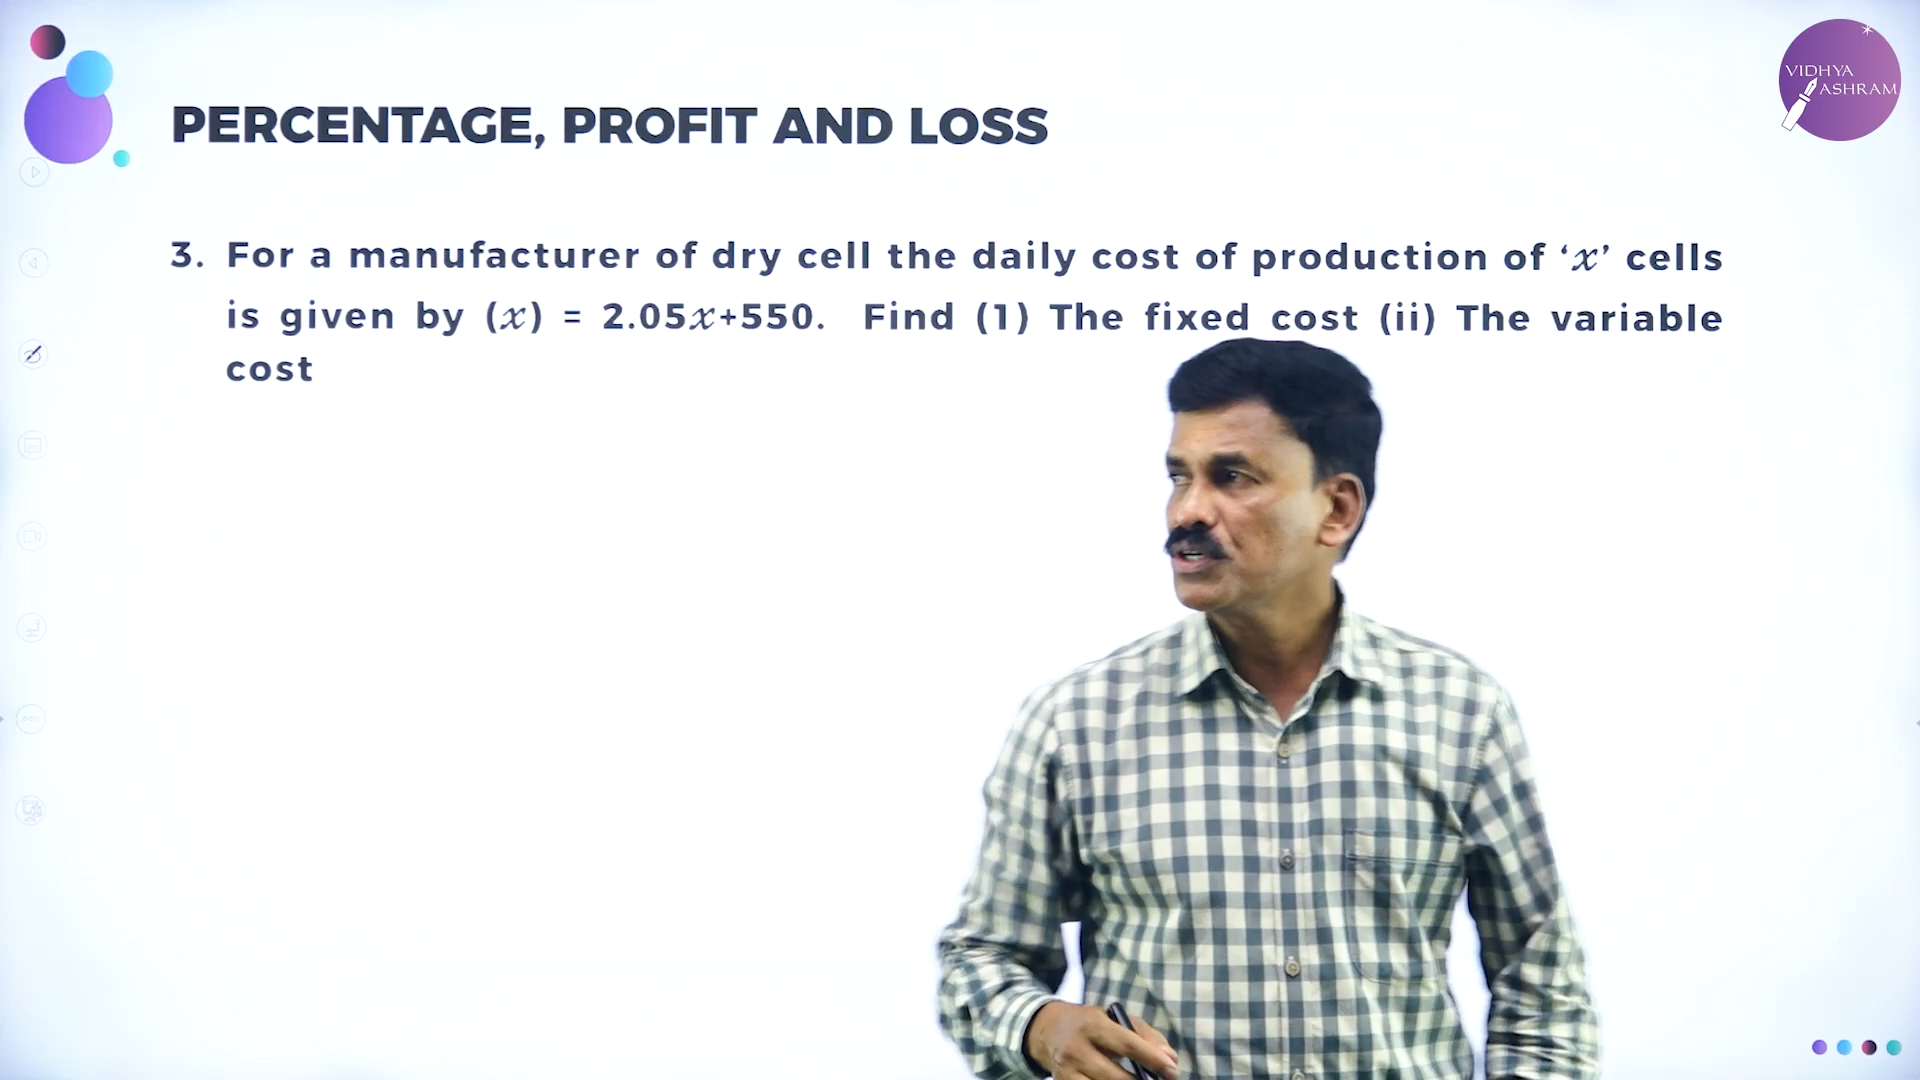 VIDHYA
ASHRAM
PERCENTAGE, PROFIT AND LOSS
3. For a manufacturer of dry cell the daily cost of production of ‘x’ cells
is given by (x) = 2.05x+550. Find (1) The fixed cost (ii) The variable
cost